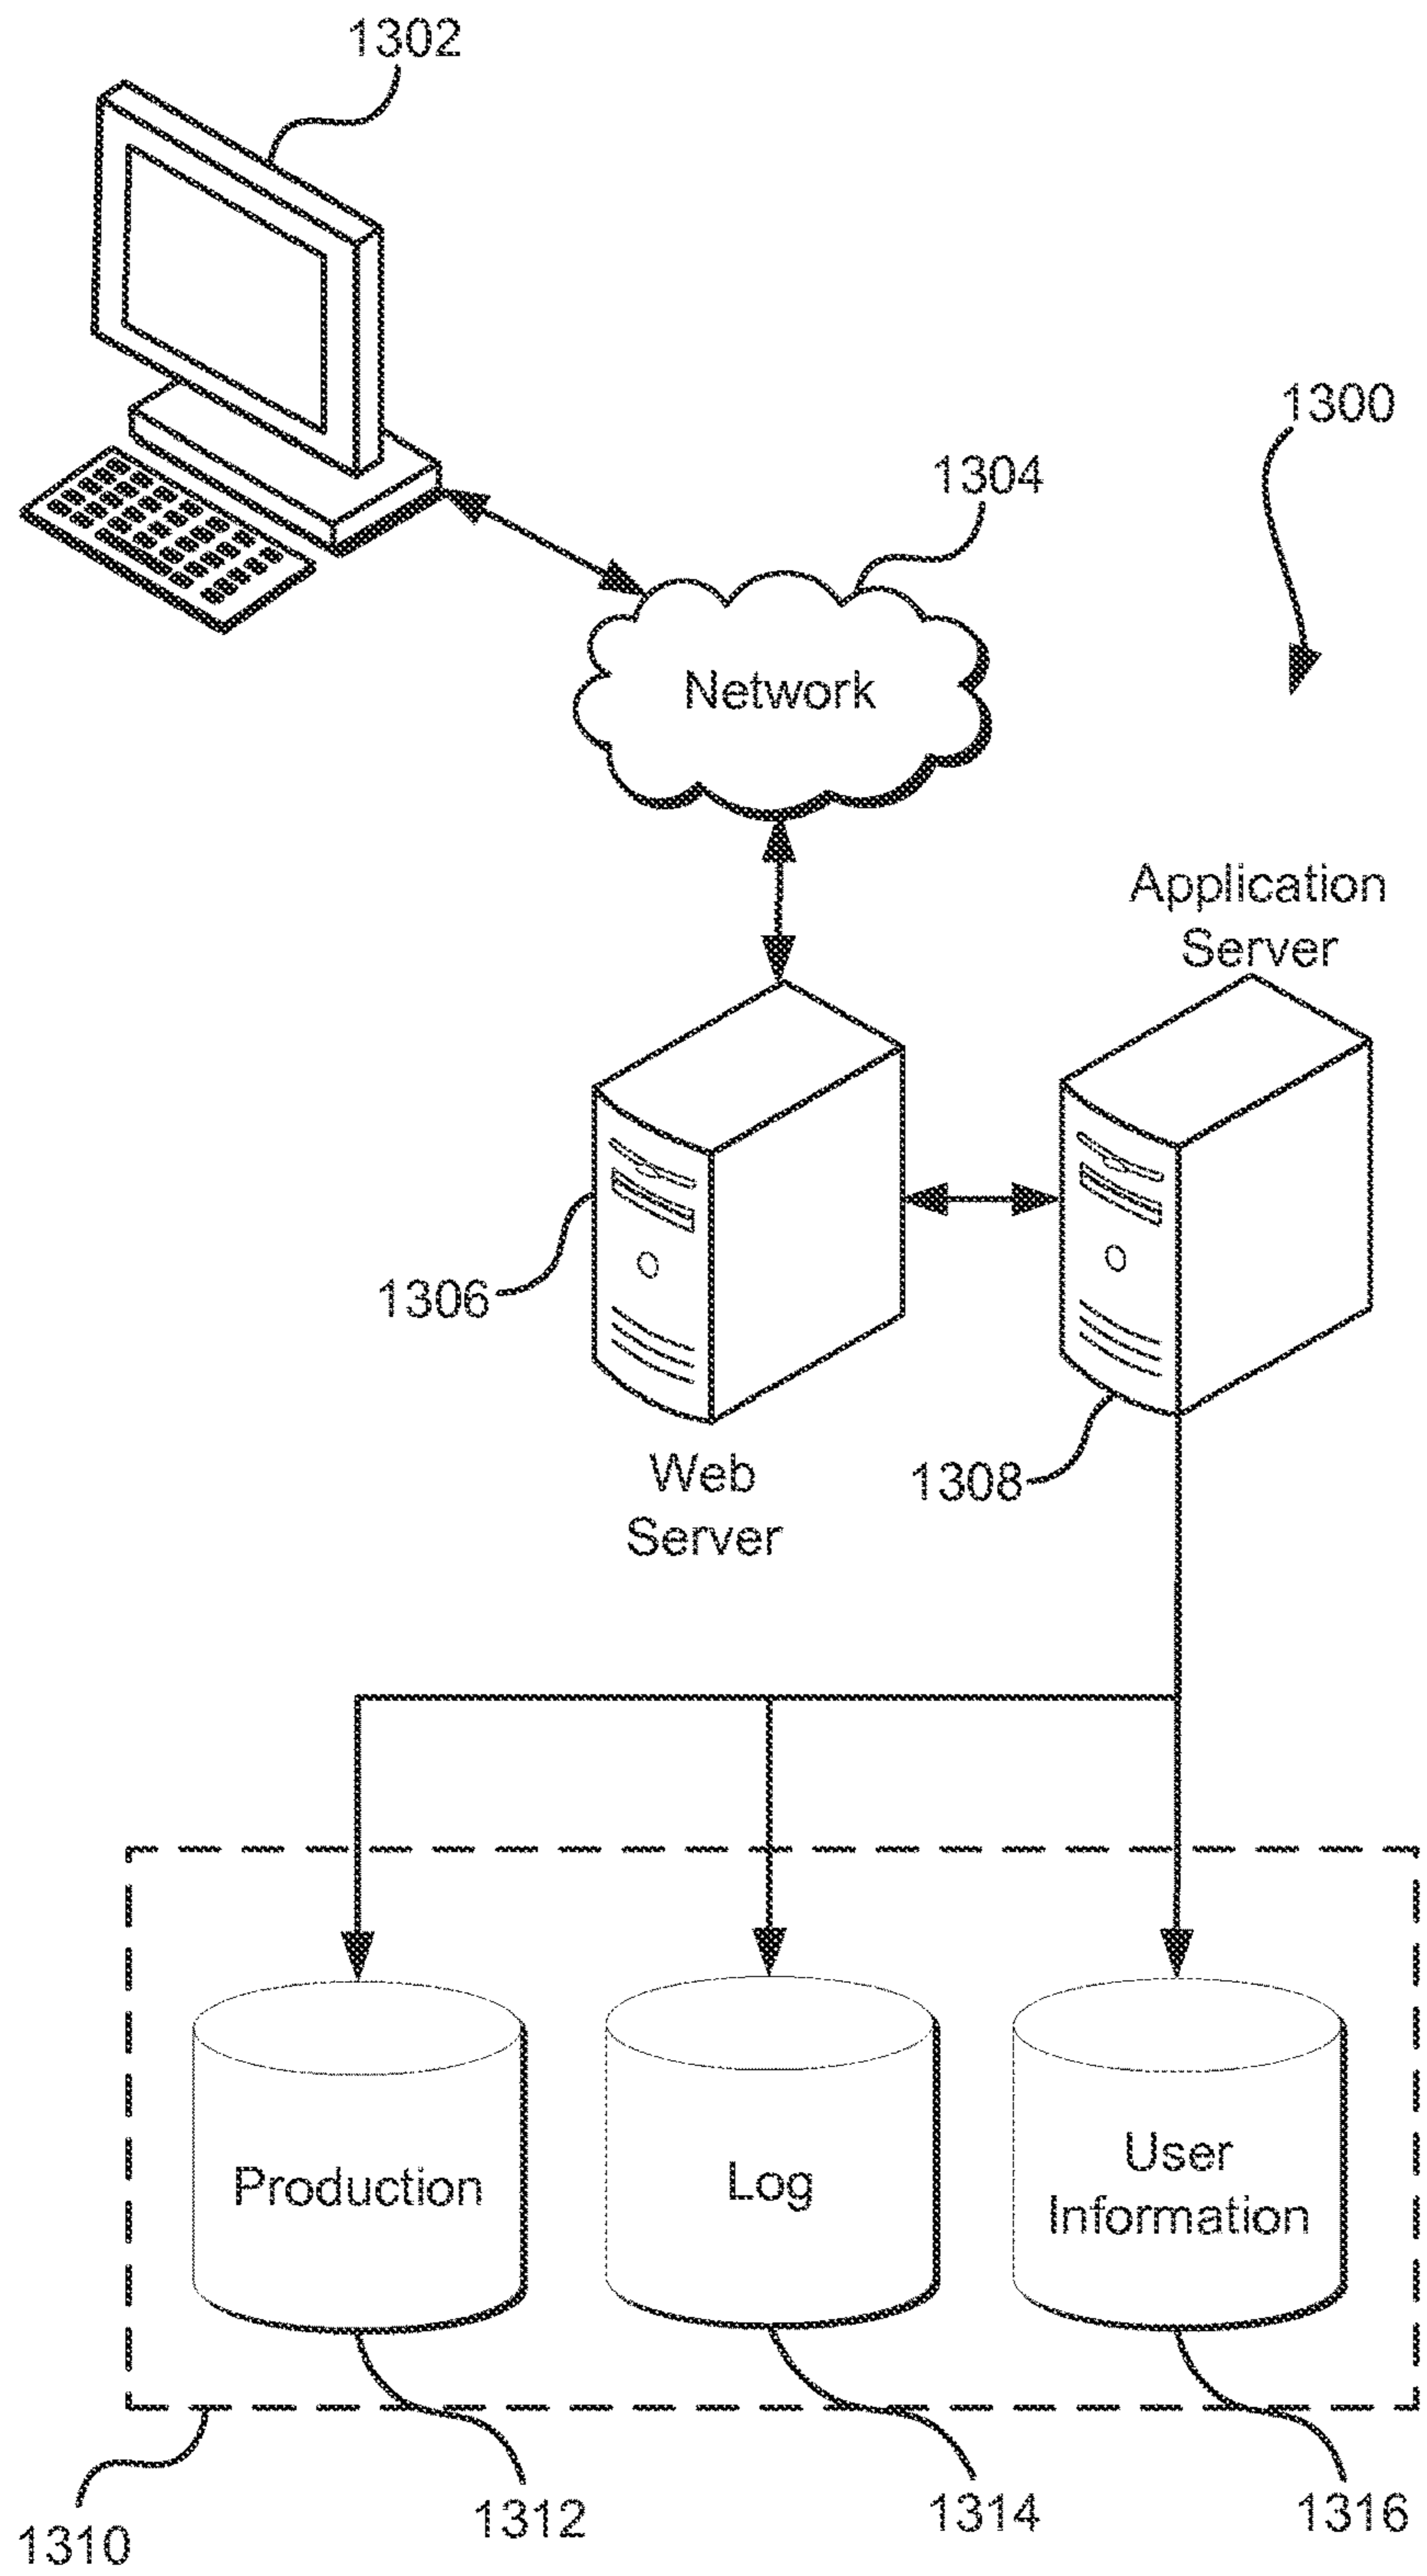 1302
1300
1304
Network
Application
Server
1306
1308
Web
Server
Production
Log
User
Information
1310
1312
1314
1316